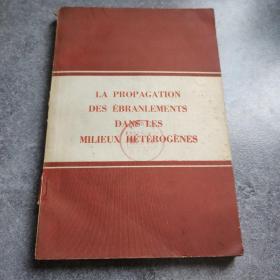 LA PROPAGATION
DES ÉBRANLEMENTS
DANS LES
MILIEUX HÉTÉROGÈNES